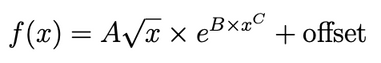 f(x) = A√x × e^{B×x^C} + offset